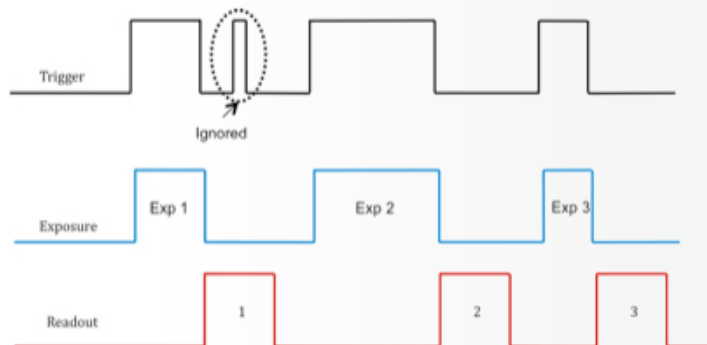 Trigger
Ignored
Exp 1
Exp 2
Exp 3
Exposure
1
2
3
Readout